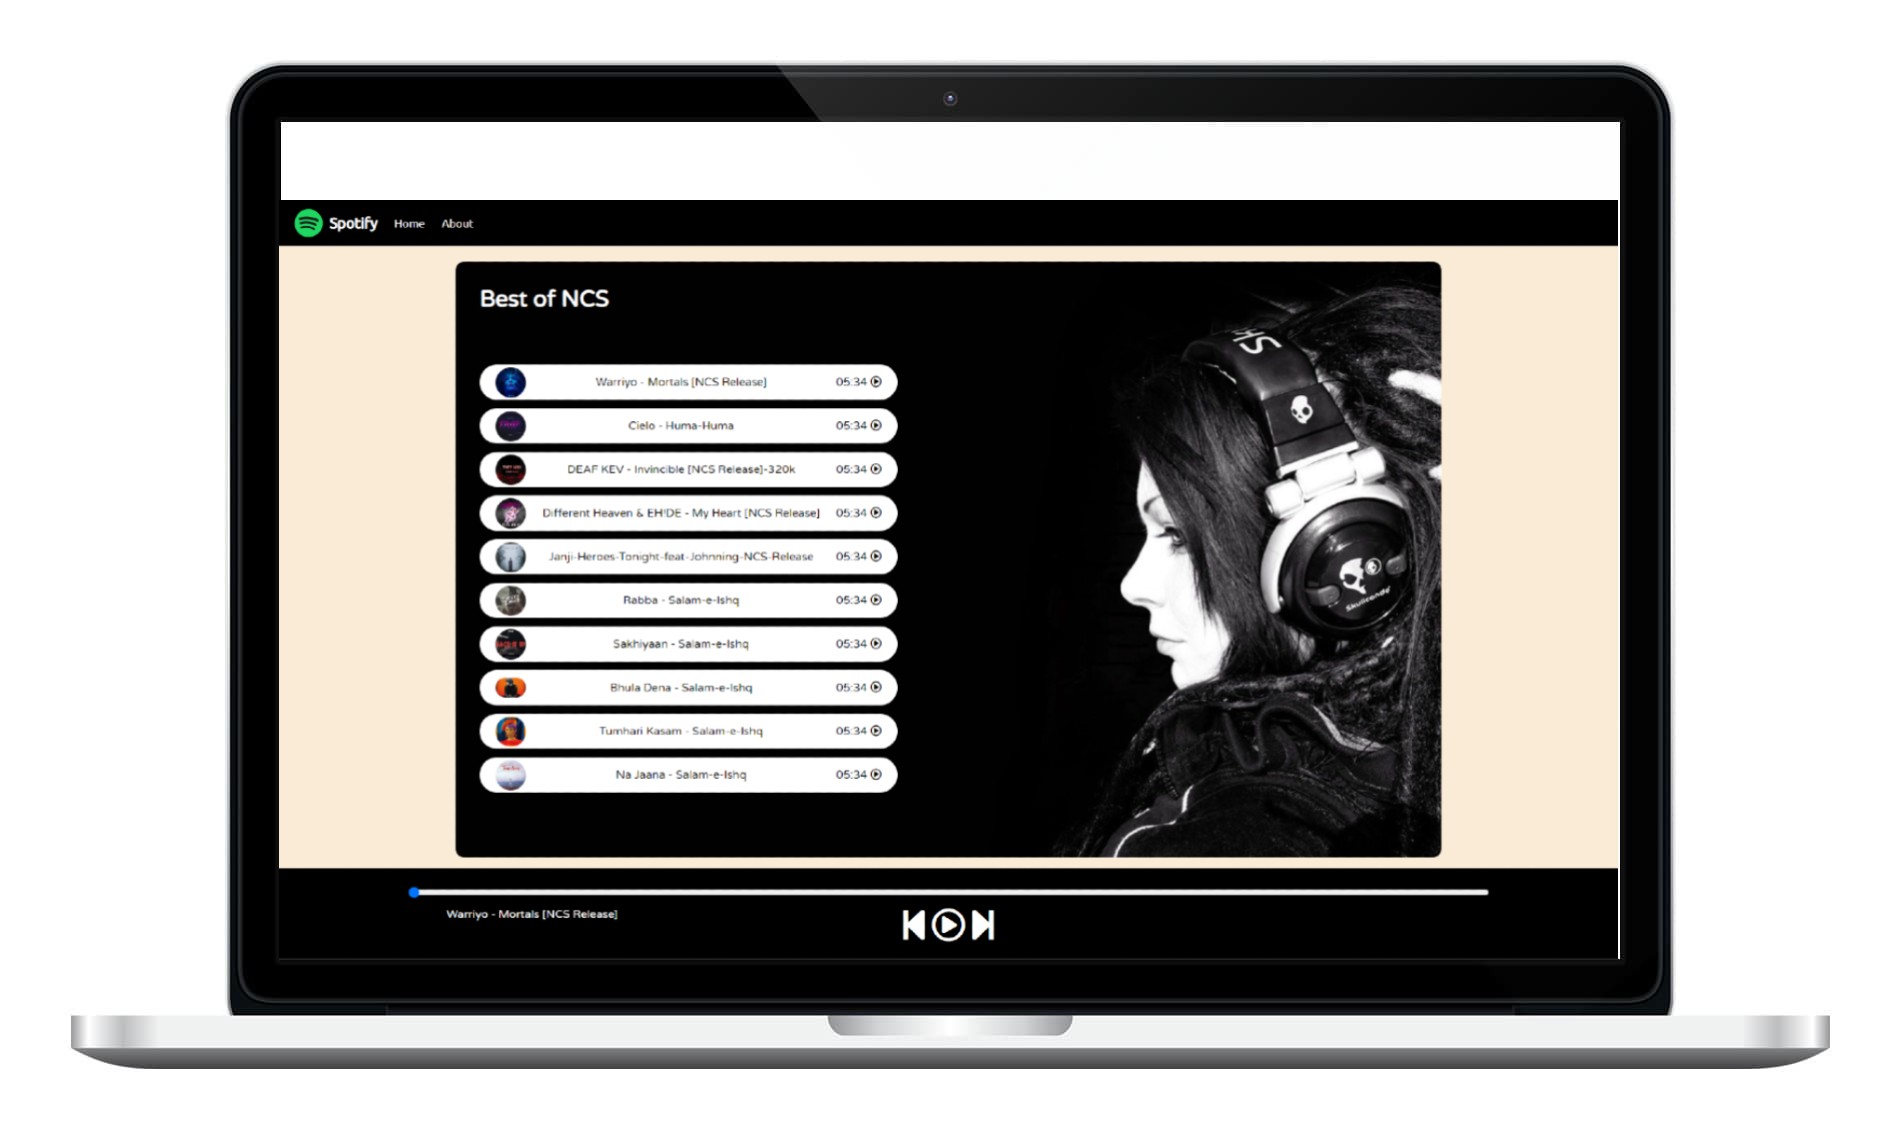 Spotify Home About
Best of NCS
Warriyo - Mortals [NCS Release] 05:34
Cielo - Huma-Huma 05:34
DEAF KEV - Invincible [NCS Release]-320k 05:34
Different Heaven & EH!DE - My Heart [NCS Release] 05:34
Janji-Heroes-Tonight-feat-Johnning-NCS-Release 05:34
Rabba - Salam-e-Ishq 05:34
Sakhiyaan - Salam-e-Ishq 05:34
Bhula Dena - Salam-e-Ishq 05:34
Tumhari Kasam - Salam-e-Ishq 05:34
Na Jaana - Salam-e-Ishq 05:34
Skullcandy
Warriyo - Mortals [NCS Release]